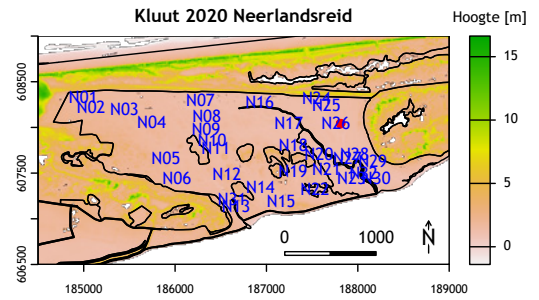 Kluut 2020 Neerlandsreid
Hoogte [m]
15
10
5
0
608500
607500
606500
N01
N02
N03
N04
N05
N06
N07
N08
N09
N10
N11
N12
N13
N14
N15
N16
N17
N18
N19
N24
N25
N26
N29
N30
0 1000
N
185000 186000 187000 188000 189000